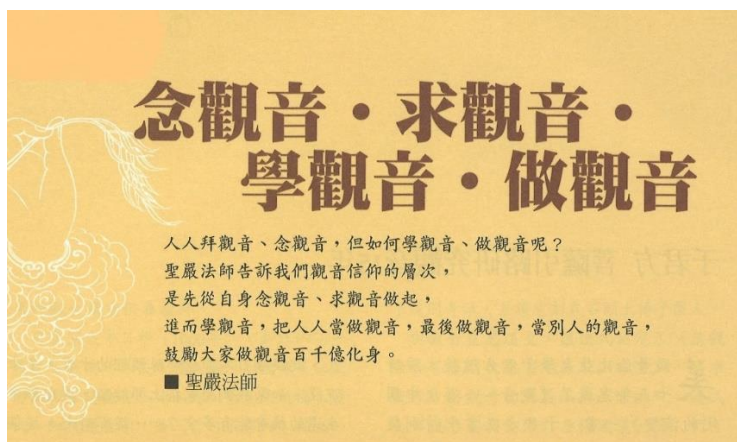 念觀音・求觀音・
學觀音・做觀音
人人拜觀音、念觀音，但如何學觀音、做觀音呢？
聖嚴法師告訴我們觀音信仰的層次，
是先從自身念觀音、求觀音做起，
進而學觀音，把人人當做觀音，最後做觀音，當別人的觀音，
鼓勵大家做觀音百千億化身。
■ 聖嚴法師